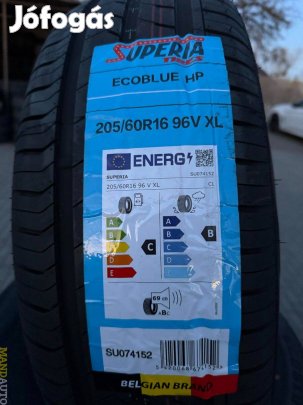 Jófogás
SUPERIA
TIRES
ECOBLUE HP
205/60R16 96V XL
ENERG
SUPERIA
SU074152
205/60R16 96 V XL
C1
A
B
C
D
E
C
A
B
C
D
E
B
69 dB
ABC
SU074152
BELGIAN BRAND
MANDAUTO